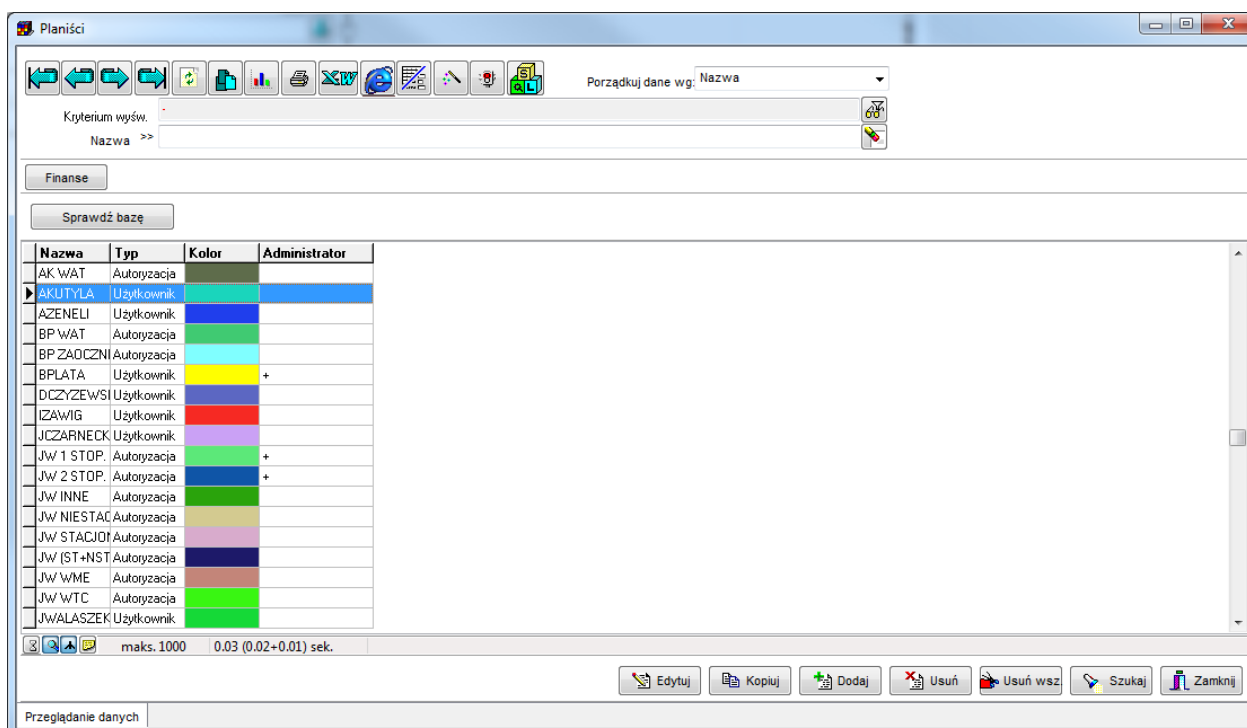 Planiści
Porządkuj dane wg: Nazwa
Kryterium wyśw. -
Nazwa >>
Finanse
Sprawdź bazę
Nazwa Typ Kolor Administrator
AK WAT Autoryzacja
AKUTYLA Użytkownik
AZENELI Użytkownik
BP WAT Autoryzacja
BP ZAOCZNI Autoryzacja
BPLATA Użytkownik +
DCZYZEWSI Użytkownik
IZAWIG Użytkownik
JCZARNECK Użytkownik
JW 1 STOP. Autoryzacja +
JW 2 STOP. Autoryzacja +
JW INNE Autoryzacja
JW NIESTAC Autoryzacja
JW STACJON Autoryzacja
JW (ST+NST Autoryzacja
JW WME Autoryzacja
JW WTC Autoryzacja
JWALASZEK Użytkownik
maks. 1000 0.03 (0.02+0.01) sek.
Edytuj Kopiuj Dodaj Usuń Usuń wsz Szukaj Zamknij
Przeglądanie danych